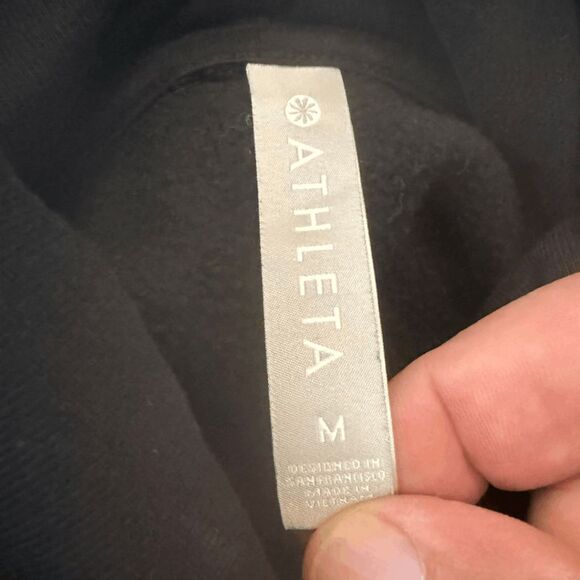 ATHLETA
M
DESIGNED IN
SAN FRANCISCO
MADE IN
VIETNAM